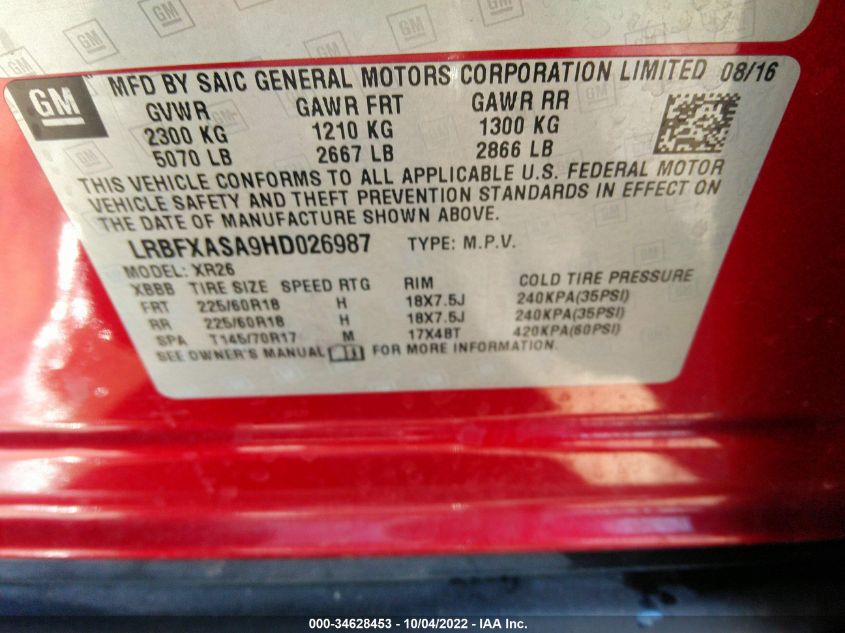 GM
MFD BY SAIC GENERAL MOTORS CORPORATION LIMITED 08/16
GVWR GAWR FRT GAWR RR
2300 KG 1210 KG 1300 KG
5070 LB 2667 LB 2866 LB
THIS VEHICLE CONFORMS TO ALL APPLICABLE U.S. FEDERAL MOTOR
VEHICLE SAFETY AND THEFT PREVENTION STANDARDS IN EFFECT ON
THE DATE OF MANUFACTURE SHOWN ABOVE.
LRBFXASA9HD026987 TYPE: M.P.V.
MODEL: XR26
XBBB TIRE SIZE SPEED RTG RIM COLD TIRE PRESSURE
FRT 225/60R18 H 18X7.5J 240KPA(35PSI)
RR 225/60R18 H 18X7.5J 240KPA(35PSI)
SPA T145/70R17 M 17X4BT 420KPA(60PSI)
SEE OWNER'S MANUAL FOR MORE INFORMATION.
000-34628453 - 10/04/2022 - IAA Inc.